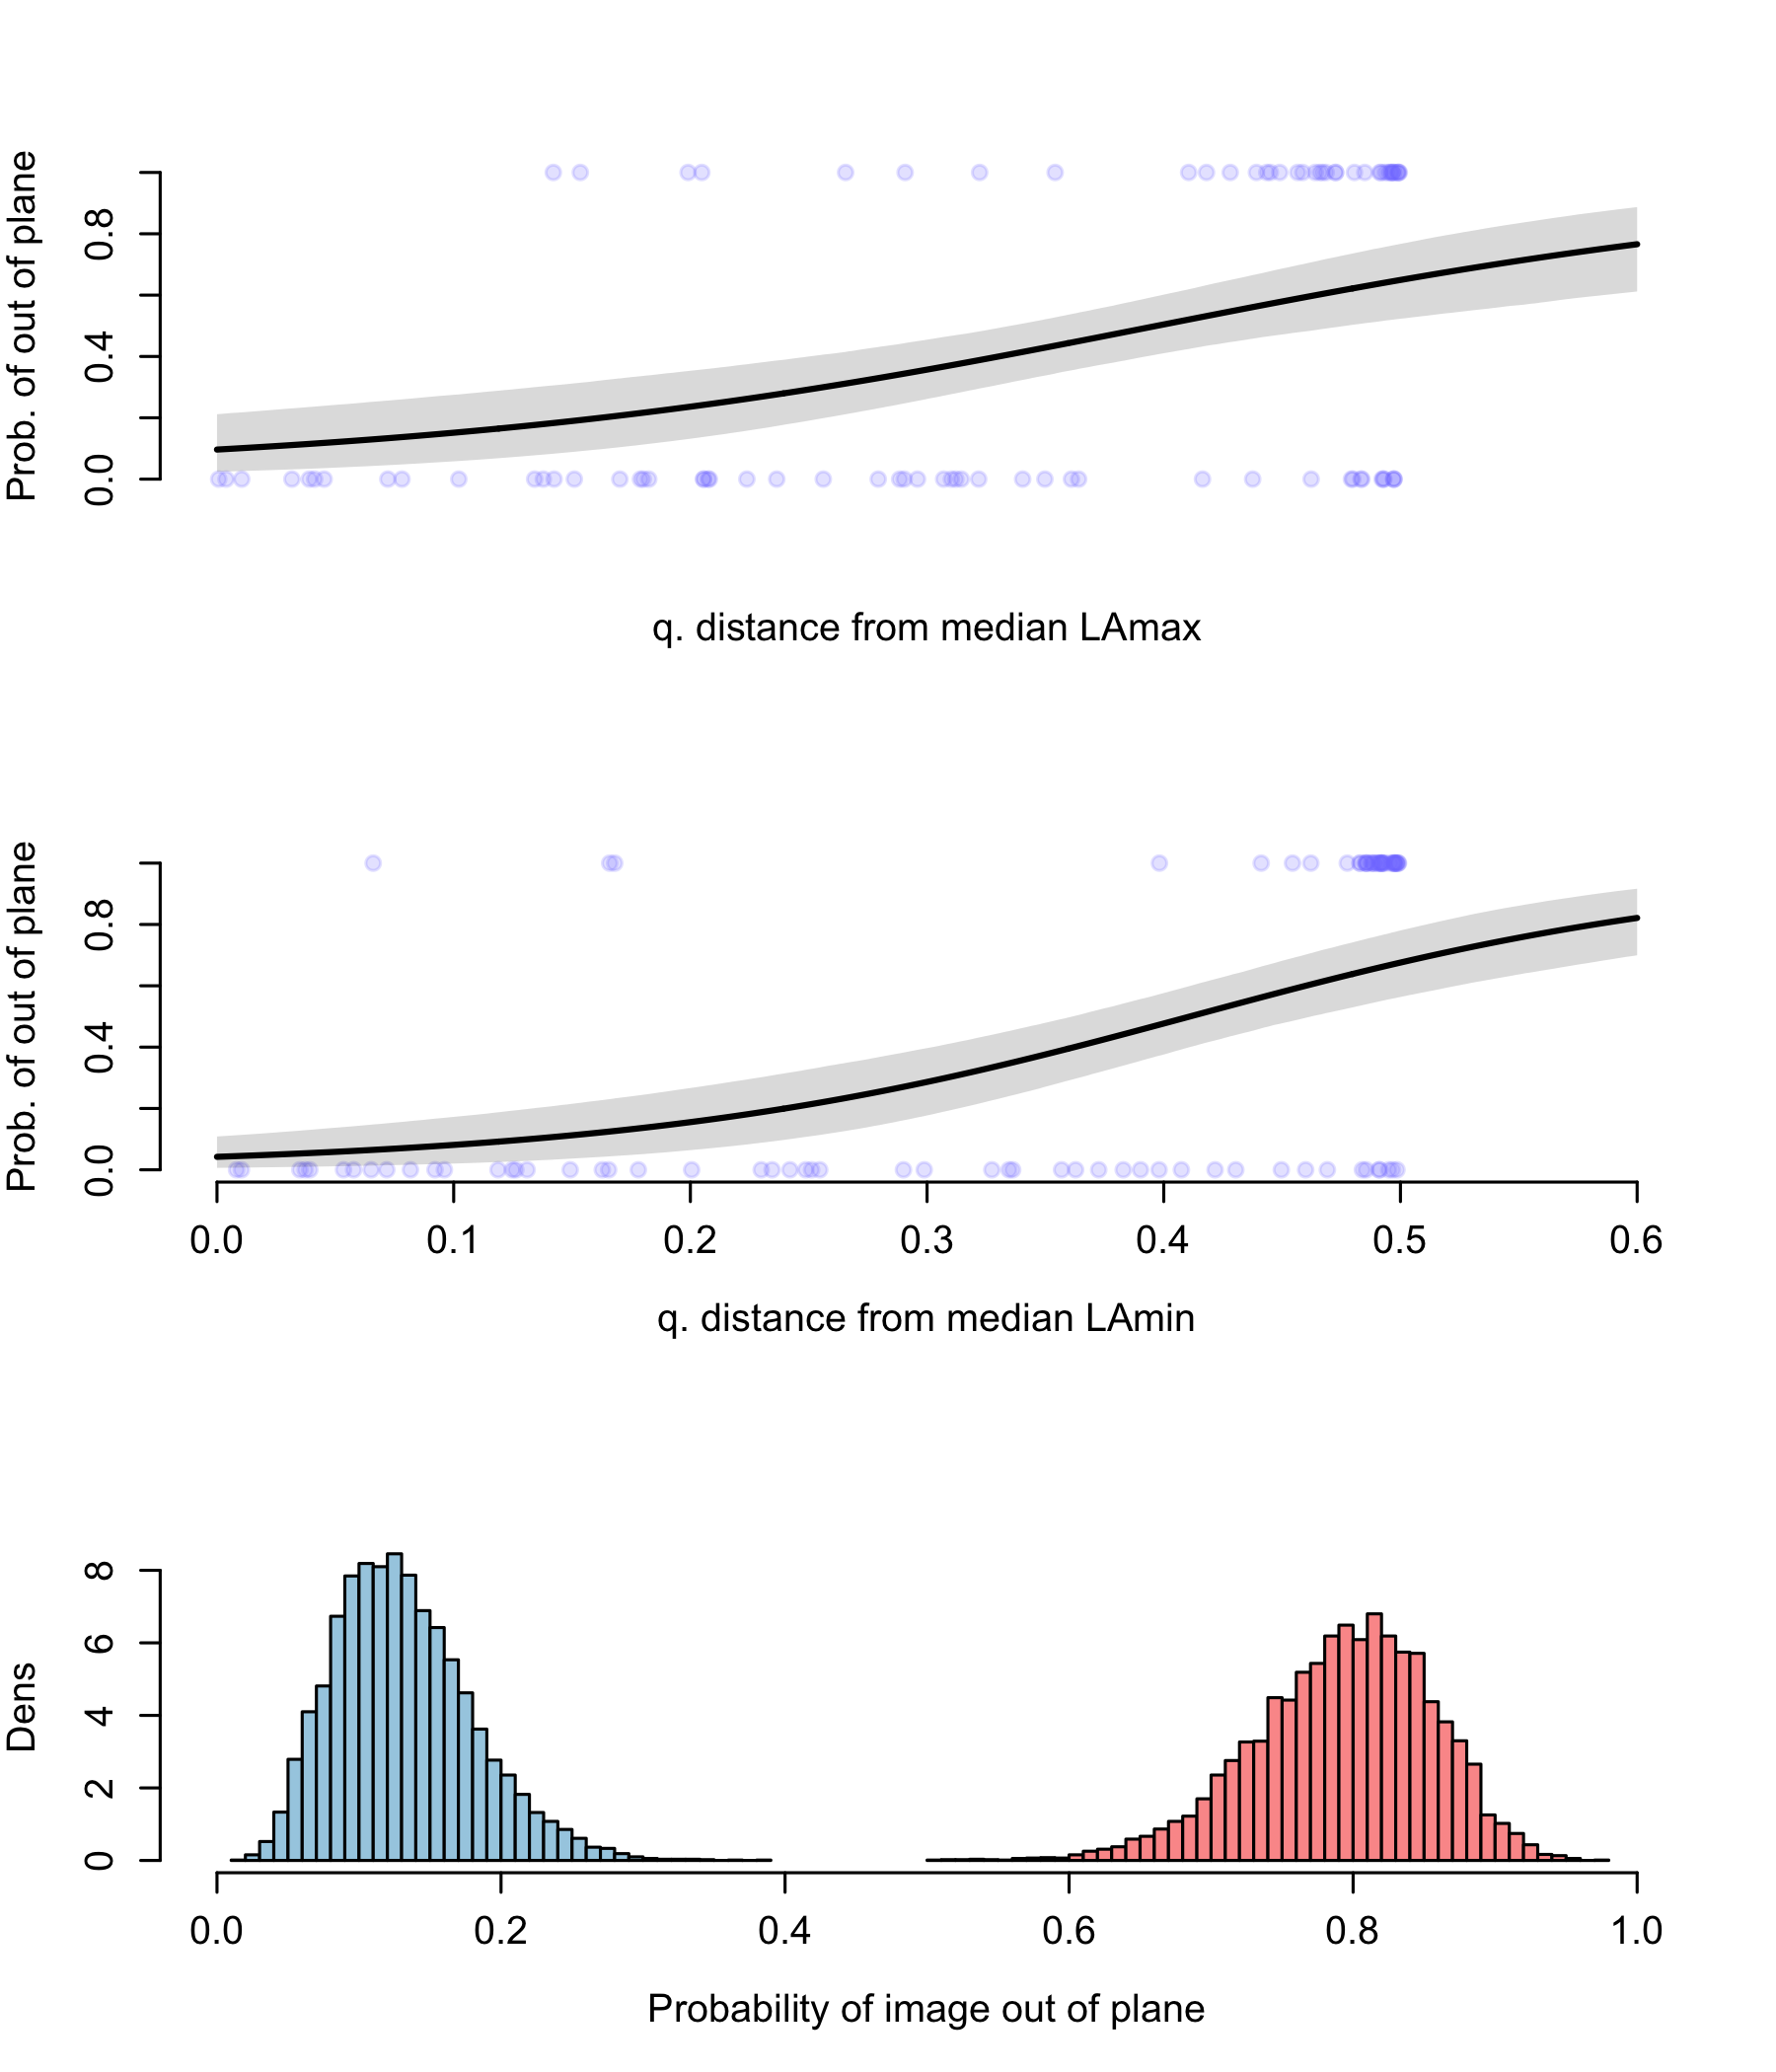 Prob. of out of plane
0.0 0.4 0.8
q. distance from median LAmax
Prob. of out of plane
0.0 0.4 0.8
0.0 0.1 0.2 0.3 0.4 0.5 0.6
q. distance from median LAmin
Dens
0 2 4 6 8
0.0 0.2 0.4 0.6 0.8 1.0
Probability of image out of plane